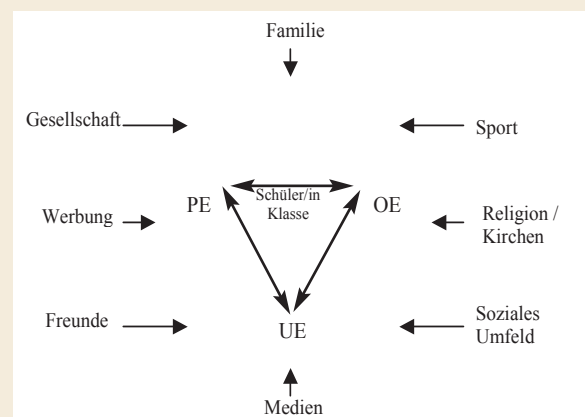 Familie
Gesellschaft
Sport
Schüler/in
Klasse
PE
OE
Werbung
Religion /
Kirchen
Freunde
Soziales
Umfeld
UE
Medien